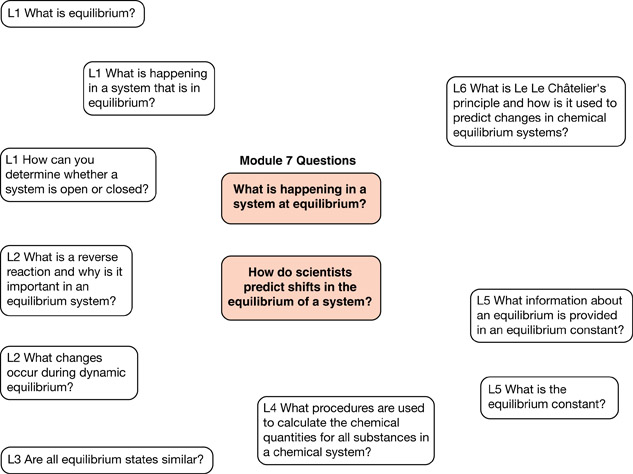 L1 What is equilibrium?
L1 What is happening
in a system that is in
equilibrium?
L6 What is Le Le Châtelier's
principle and how is it used to
predict changes in chemical
equilibrium systems?
L1 How can you
determine whether a
system is open or closed?
Module 7 Questions
What is happening in a
system at equilibrium?
L2 What is a reverse
reaction and why is it
important in an
equilibrium system?
How do scientists
predict shifts in the
equilibrium of a system?
L5 What information about
an equilibrium is provided
in an equilibrium constant?
L2 What changes
occur during dynamic
equilibrium?
L5 What is the
equilibrium constant?
L4 What procedures are used
to calculate the chemical
quantities for all substances in
a chemical system?
L3 Are all equilibrium states similar?